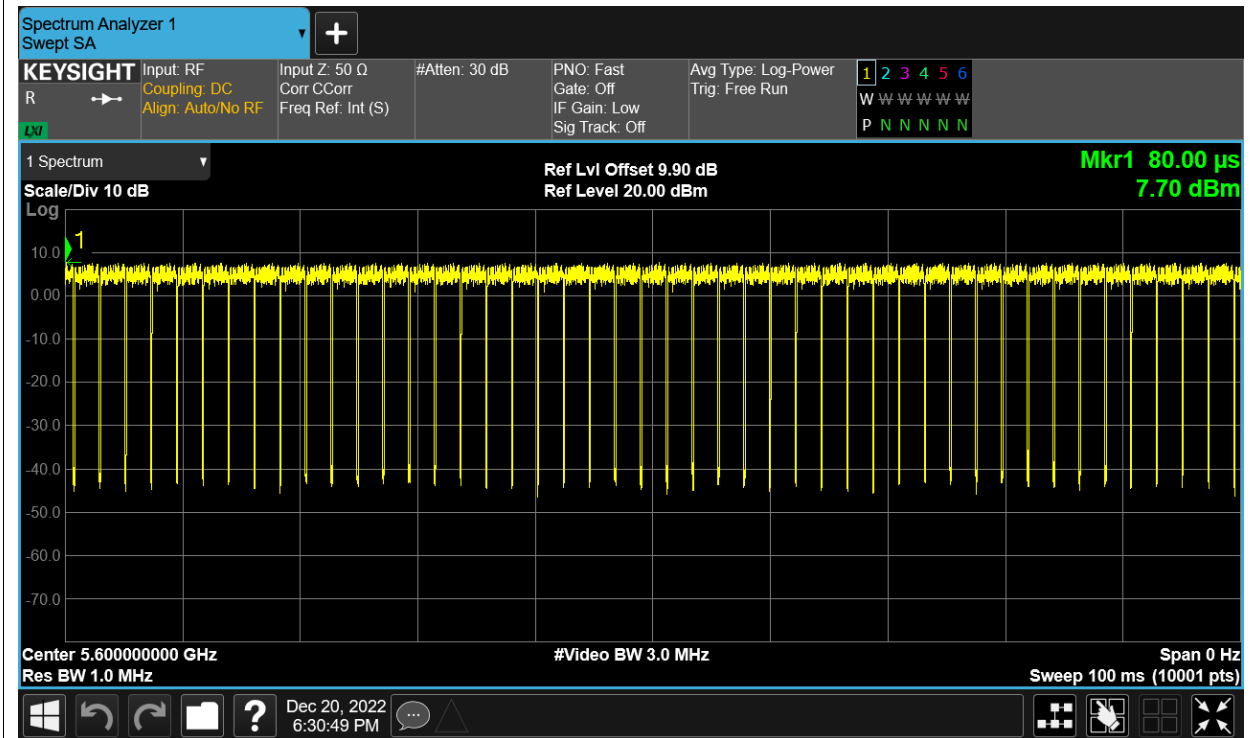 Spectrum Analyzer 1
Swept SA
KEYSIGHT
R
LXI
Input: RF
Coupling: DC
Align: Auto/No RF
Input Z: 50 Ω
Corr CCorr
Freq Ref: Int (S)
#Atten: 30 dB
PNO: Fast
Gate: Off
IF Gain: Low
Sig Track: Off
Avg Type: Log-Power
Trig: Free Run
1 2 3 4 5 6
W W W W W W
P N N N N N
1 Spectrum
Scale/Div 10 dB
Ref Lvl Offset 9.90 dB
Ref Level 20.00 dBm
Mkr1 80.00 µs
7.70 dBm
Log
1
10.0
0.00
-10.0
-20.0
-30.0
-40.0
-50.0
-60.0
-70.0
Center 5.600000000 GHz
#Video BW 3.0 MHz
Span 0 Hz
Res BW 1.0 MHz
Sweep 100 ms (10001 pts)
?
Dec 20, 2022
6:30:49 PM